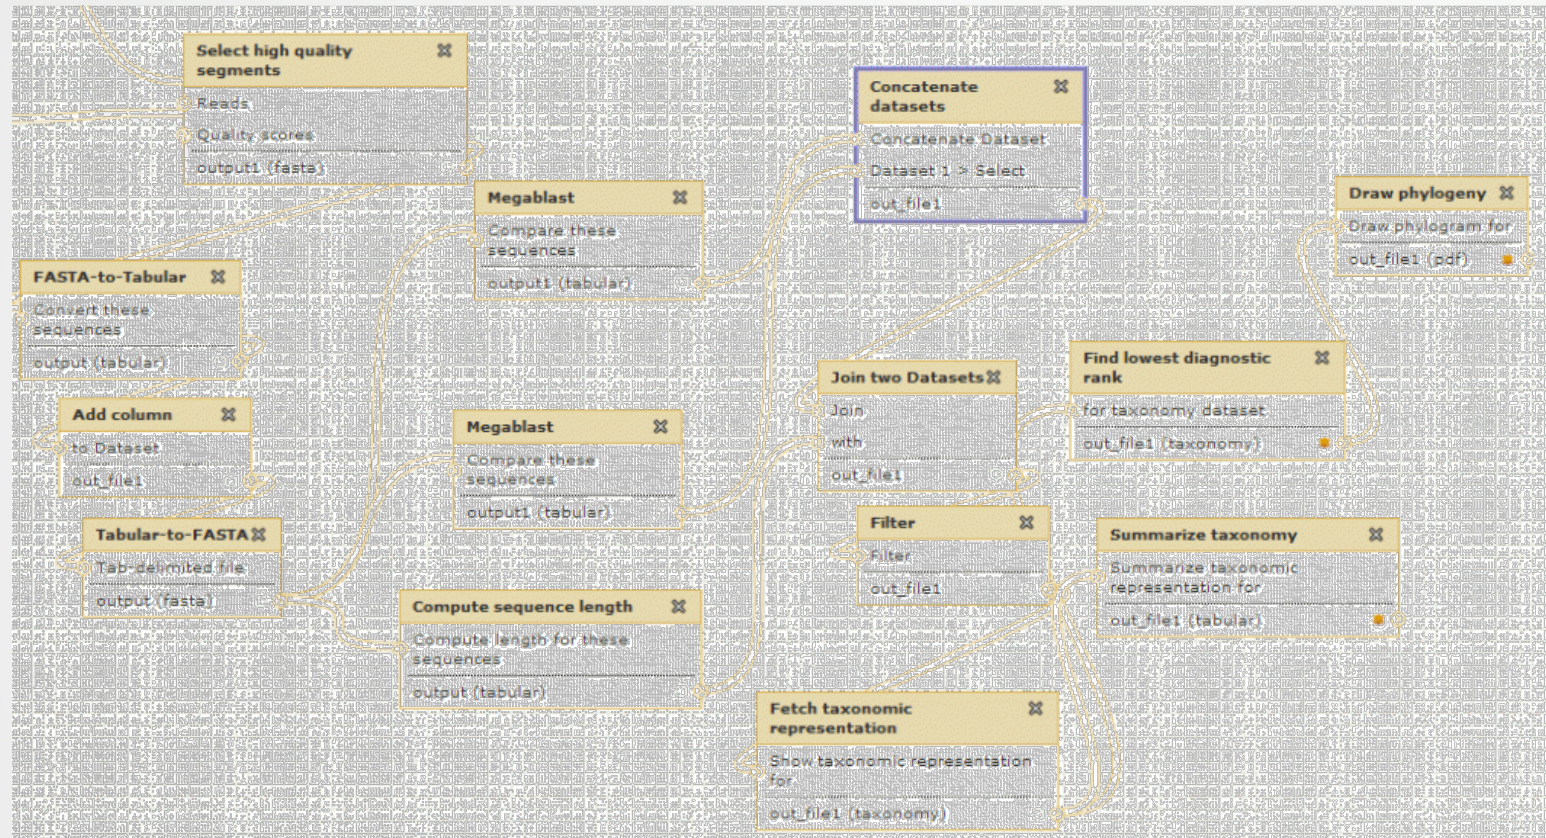 Select high quality
segments
Reads
Quality scores
output1 (fasta)
Megablast
Compare these
sequences
output1 (tabular)
Concatenate
datasets
Concatenate Dataset
Dataset 1 > Select
out_file1
Draw phylogeny
Draw phylogram for
out_file1 (pdf)
FASTA-to-Tabular
Convert these
sequences
output (tabular)
Add column
to Dataset
out_file1
Megablast
Compare these
sequences
output1 (tabular)
Join two Datasets
Join
with
out_file1
Find lowest diagnostic
rank
for taxonomy dataset
out_file1 (taxonomy)
Tabular-to-FASTA
Tab-delimited file
output (fasta)
Compute sequence length
Compute length for these
sequences
output (tabular)
Filter
Filter
out_file1
Summarize taxonomy
Summarize taxonomic
representation for
out_file1 (tabular)
Fetch taxonomic
representation
Show taxonomic representation
for
out_file1 (taxonomy)